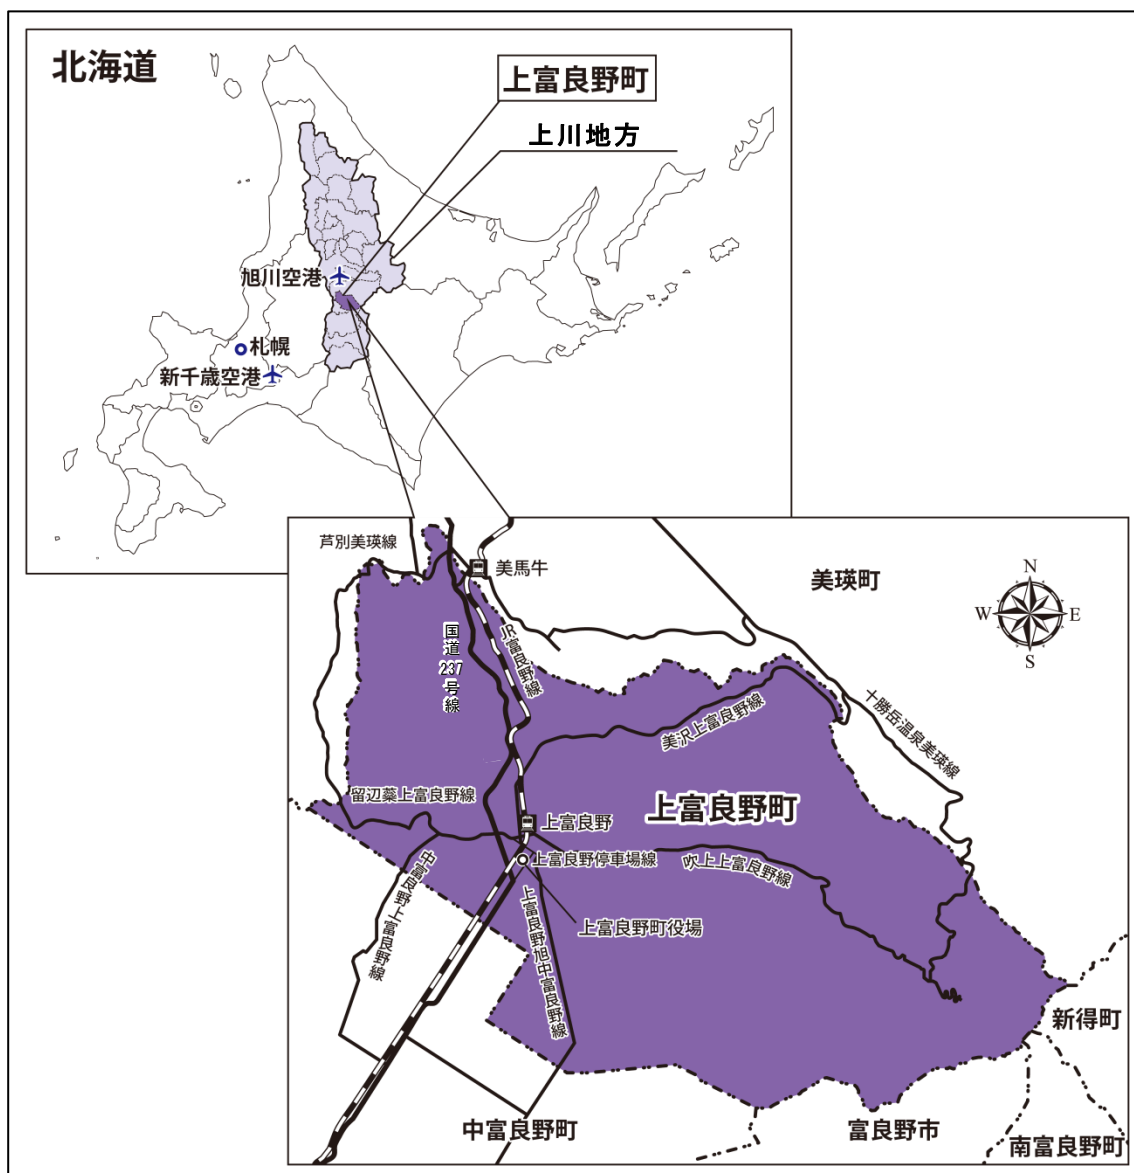 北海道
上富良野町
上川地方
旭川空港
札幌
新千歳空港
芦別美瑛線
美馬牛
美瑛町
N
W
E
S
国道237号線
JR富良野線
美沢上富良野線
十勝岳温泉美瑛線
留辺蘂上富良野線
上富良野町
上富良野
上富良野停車場線
吹上上富良野線
中富良野上富良野線
上富良野旭中富良野線
上富良野町役場
新得町
中富良野町
富良野市
南富良野町